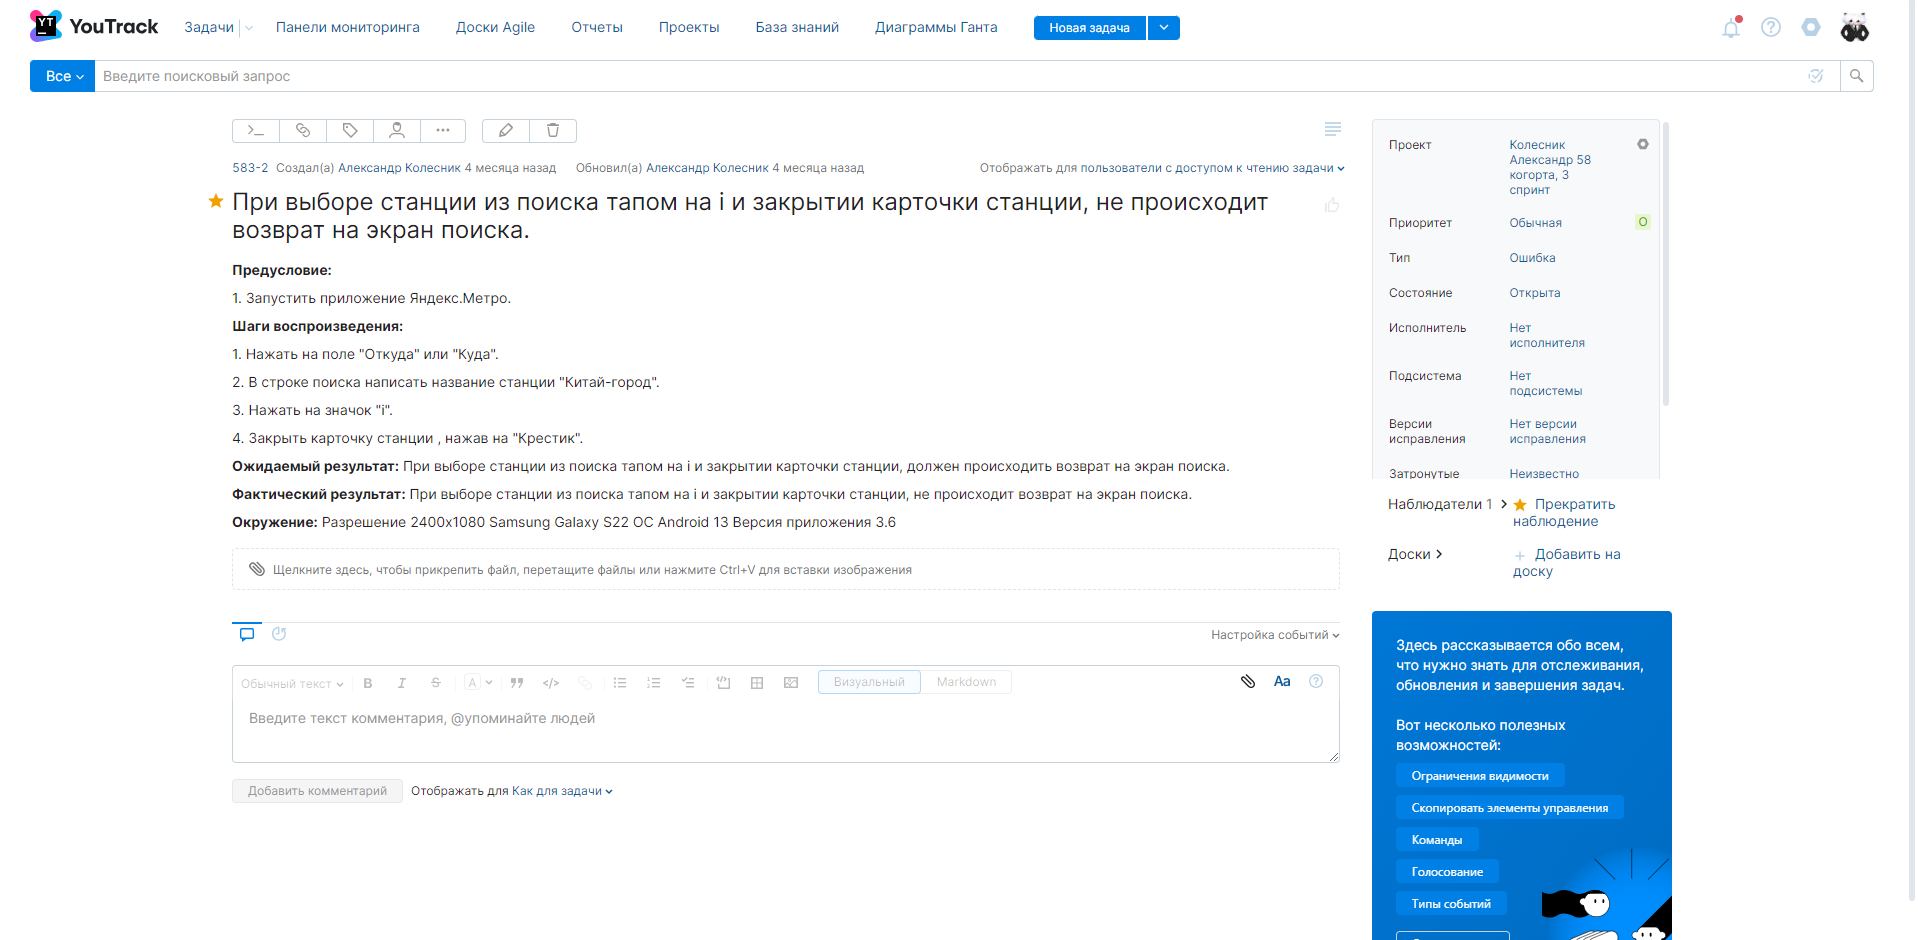 YouTrack
Задачи
Панели мониторинга
Доски Agile
Отчеты
Проекты
База знаний
Диаграммы Ганта
Новая задача
Все
Введите поисковый запрос
583-2 Создал(а) Александр Колесник 4 месяца назад Обновил(а) Александр Колесник 4 месяца назад
Отображать для пользователи с доступом к чтению задачи
При выборе станции из поиска тапом на i и закрытии карточки станции, не происходит
возврат на экран поиска.
Предусловие:
1. Запустить приложение Яндекс.Метро.
Шаги воспроизведения:
1. Нажать на поле "Откуда" или "Куда".
2. В строке поиска написать название станции "Китай-город".
3. Нажать на значок "i".
4. Закрыть карточку станции , нажав на "Крестик".
Ожидаемый результат: При выборе станции из поиска тапом на i и закрытии карточки станции, должен происходить возврат на экран поиска.
Фактический результат: При выборе станции из поиска тапом на i и закрытии карточки станции, не происходит возврат на экран поиска.
Окружение: Разрешение 2400x1080 Samsung Galaxy S22 ОС Android 13 Версия приложения 3.6
Щелкните здесь, чтобы прикрепить файл, перетащите файлы или нажмите Ctrl+V для вставки изображения
Настройка событий
Обычный текст
Визуальный
Markdown
Aa
Введите текст комментария, @упоминайте людей
Добавить комментарий
Отображать для Как для задачи
Проект
Колесник
Александр 58
когорта, 3
спринт
Приоритет
Обычная
О
Тип
Ошибка
Состояние
Открыта
Исполнитель
Нет
исполнителя
Подсистема
Нет
подсистемы
Версии
исправления
Нет версии
исправления
Затронутые
Неизвестно
Наблюдатели 1
Прекратить
наблюдение
Доски
Добавить на
доску
Здесь рассказывается обо всем,
что нужно знать для отслеживания,
обновления и завершения задач.
Вот несколько полезных
возможностей:
Ограничения видимости
Скопировать элементы управления
Команды
Голосование
Типы событий